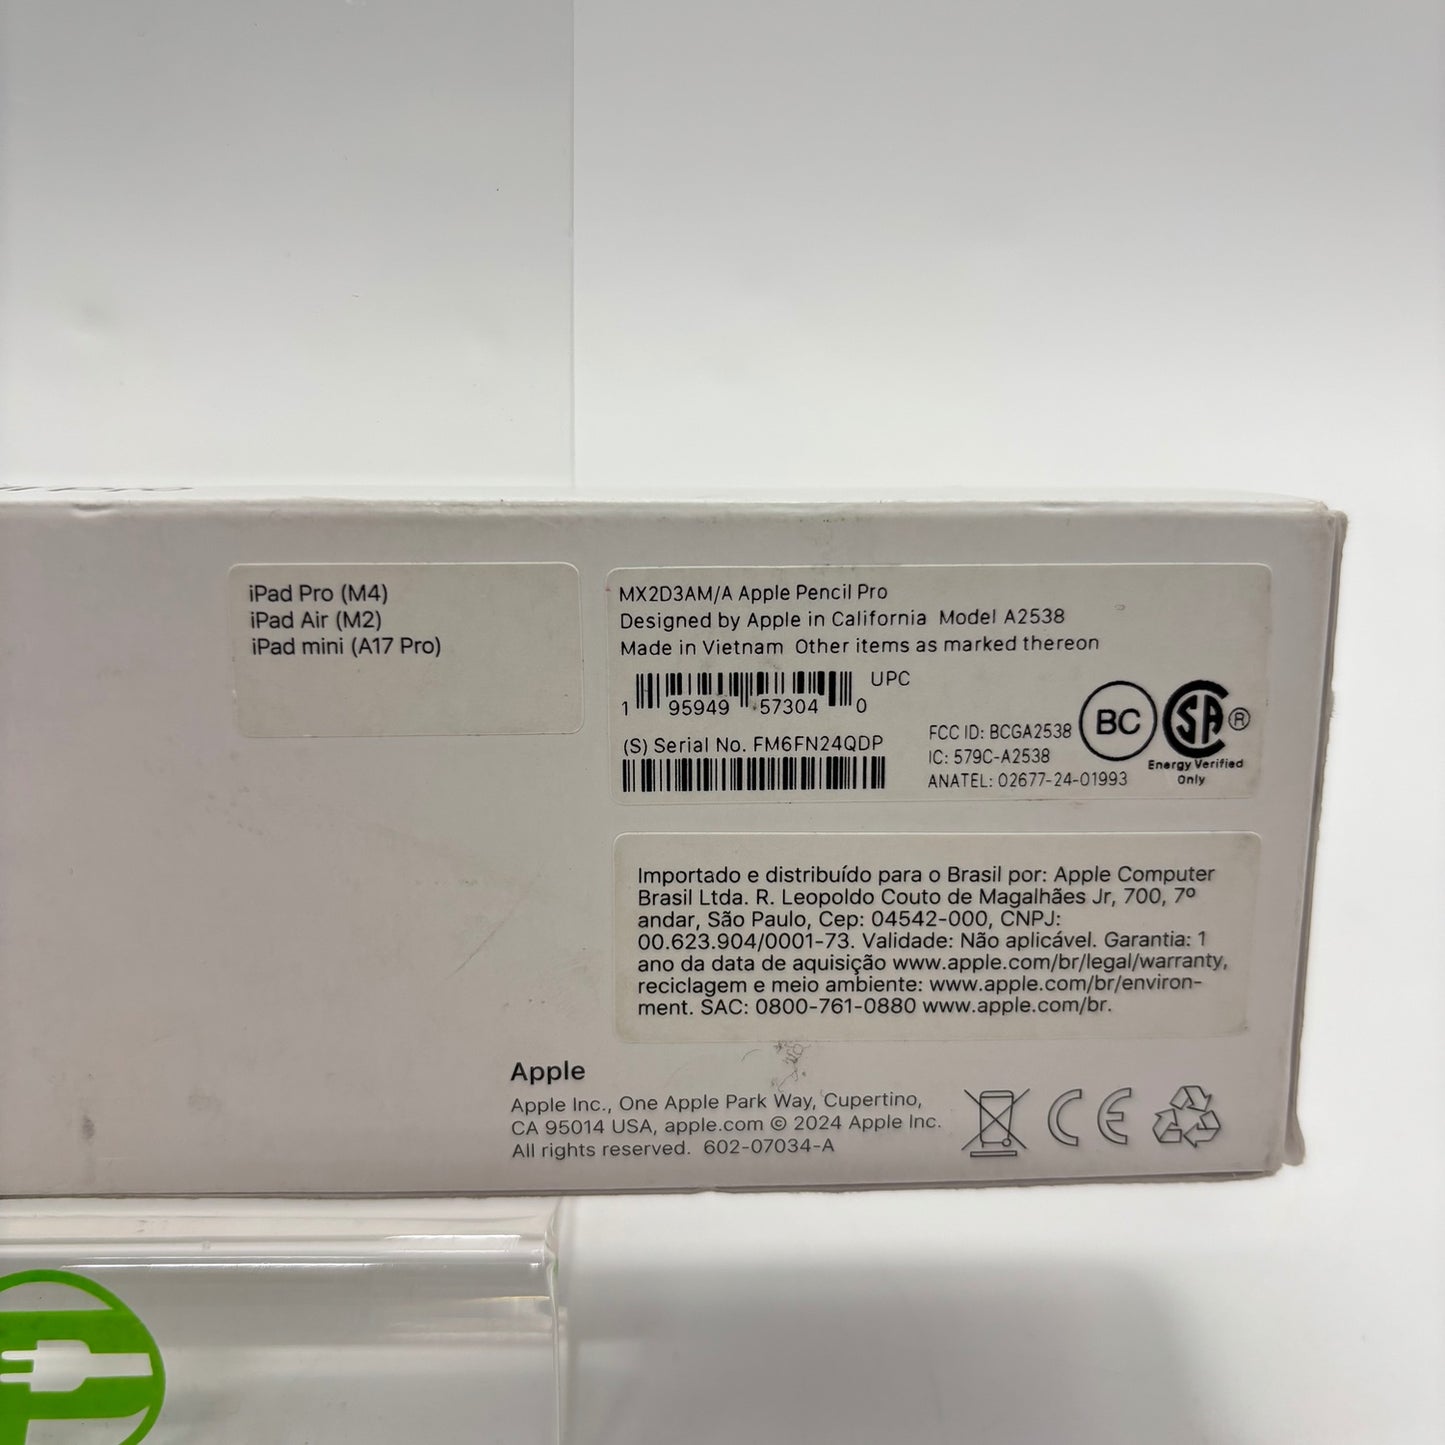 iPad Pro (M4)
iPad Air (M2)
iPad mini (A17 Pro)
MX2D3AM/A Apple Pencil Pro
Designed by Apple in California Model A2538
Made in Vietnam Other items as marked thereon
UPC
1 95949 57304 0
(S) Serial No. FM6FN24QDP
FCC ID: BCGA2538
IC: 579C-A2538
ANATEL: 02677-24-01993
BC
SA ®
Energy Verified
Only
Importado e distribuído para o Brasil por: Apple Computer
Brasil Ltda. R. Leopoldo Couto de Magalhães Jr, 700, 7º
andar, São Paulo, Cep: 04542-000, CNPJ:
00.623.904/0001-73. Validade: Não aplicável. Garantia: 1
ano da data de aquisição www.apple.com/br/legal/warranty,
reciclagem e meio ambiente: www.apple.com/br/environ-
ment. SAC: 0800-761-0880 www.apple.com/br.
Apple
Apple Inc., One Apple Park Way, Cupertino,
CA 95014 USA, apple.com © 2024 Apple Inc.
All rights reserved. 602-07034-A
CE